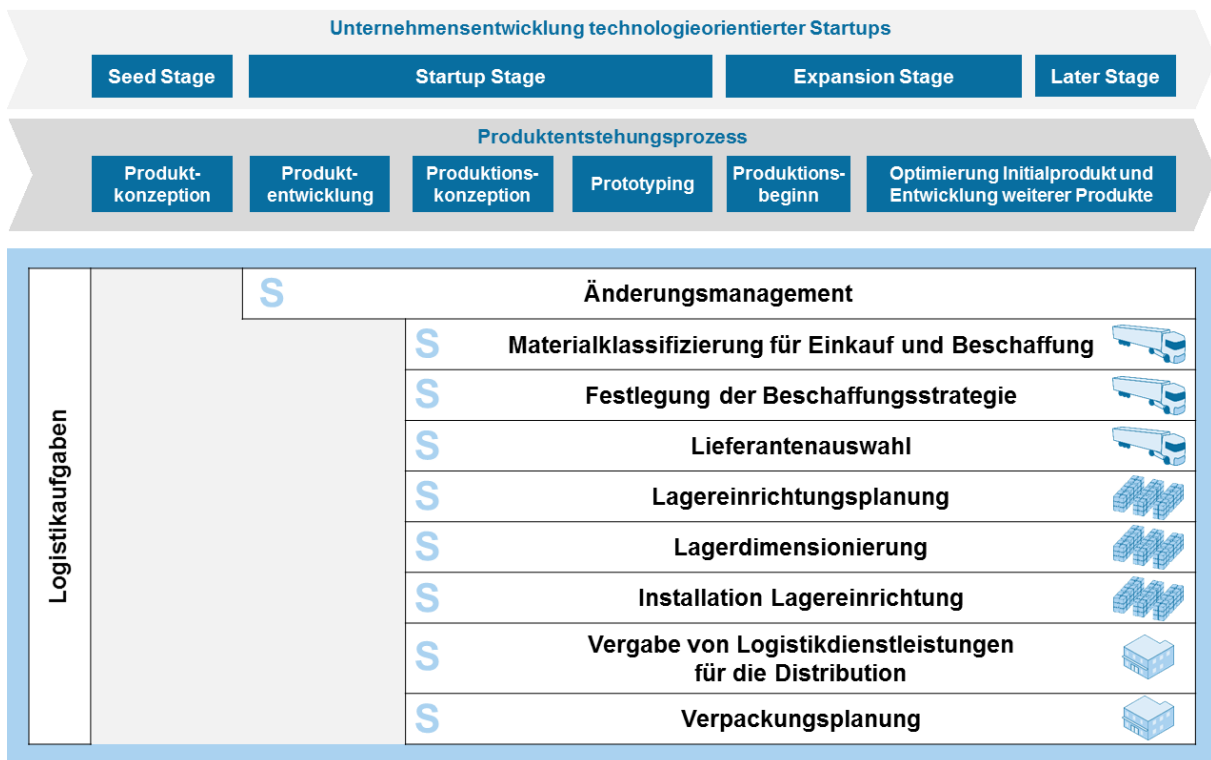 Unternehmensentwicklung technologieorientierter Startups
Seed Stage
Startup Stage
Expansion Stage
Later Stage
Produktentstehungsprozess
Produkt-
konzeption
Produkt-
entwicklung
Produktions-
konzeption
Prototyping
Produktions-
beginn
Optimierung Initialprodukt und
Entwicklung weiterer Produkte
Logistikaufgaben
S
Änderungsmanagement
S
Materialklassifizierung für Einkauf und Beschaffung
S
Festlegung der Beschaffungsstrategie
S
Lieferantenauswahl
S
Lagereinrichtungsplanung
S
Lagerdimensionierung
S
Installation Lagereinrichtung
S
Vergabe von Logistikdienstleistungen
für die Distribution
S
Verpackungsplanung